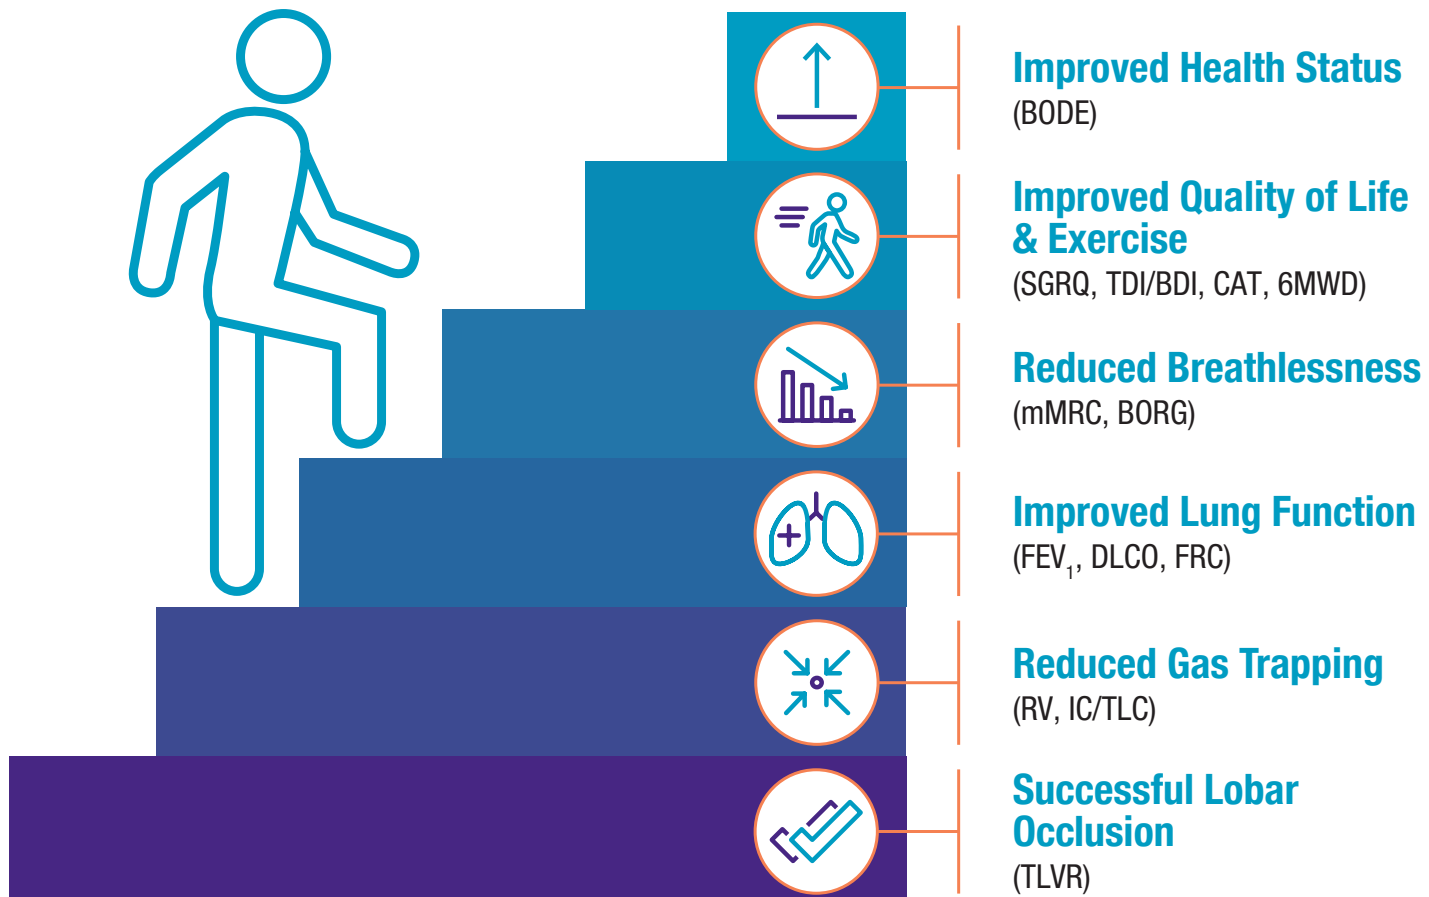 Improved Health Status
(BODE)
Improved Quality of Life
& Exercise
(SGRQ, TDI/BDI, CAT, 6MWD)
Reduced Breathlessness
(mMRC, BORG)
Improved Lung Function
(FEV₁, DLCO, FRC)
Reduced Gas Trapping
(RV, IC/TLC)
Successful Lobar
Occlusion
(TLVR)